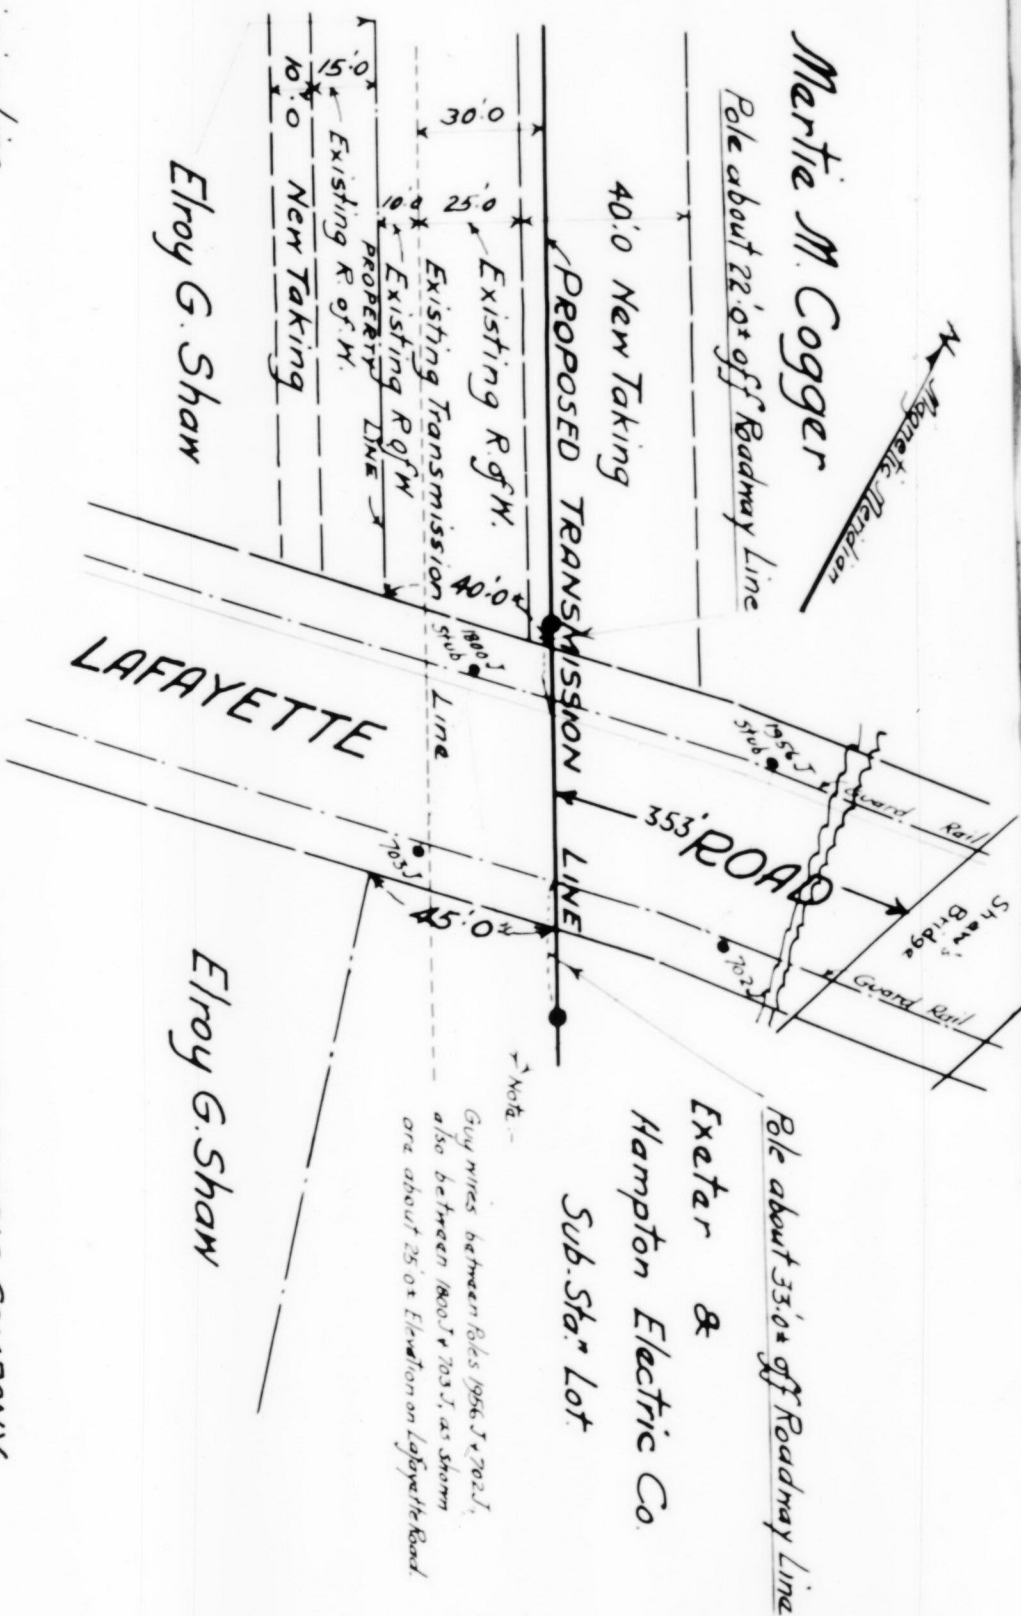 Magnetic Meridian
N
Martie M. Cogger
Pole about 22'.0± off Roadway Line
40'.0 New Taking
PROPOSED TRANSMISSION LINE
30'.0
25'.0
Existing R. of W.
Existing Transmission Line
10'.0
Existing R of W
PROPERTY LINE
15'.0
Existing R. of. W.
10'.0 New Taking
Elroy G. Shaw
40'.0±
1800 J
Stub
1956 J
Stub.
Guard Rail
353'
LAFAYETTE ROAD
Shaw's
Bridge
703 J
702 J
Guard Rail
45'.0±
Pole about 33'.0± off Roadway Line
Exeter &
Hampton Electric Co.
Sub. Sta.n Lot.
Note:-
Guy wires between Poles 1956 J & 702 J,
also between 1800 J & 703 J, as shown
are about 25'.0± Elevation on Lafayette Road.
Elroy G. Shaw